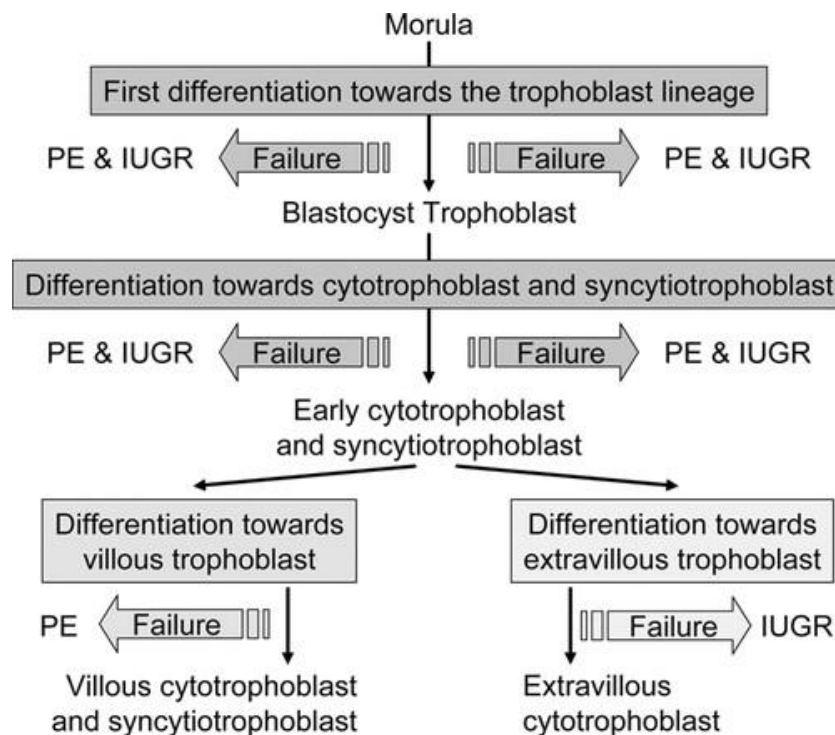 Morula
First differentiation towards the trophoblast lineage
PE & IUGR Failure Failure PE & IUGR
Blastocyst Trophoblast
Differentiation towards cytotrophoblast and syncytiotrophoblast
PE & IUGR Failure Failure PE & IUGR
Early cytotrophoblast
and syncytiotrophoblast
Differentiation towards
villous trophoblast
Differentiation towards
extravillous trophoblast
PE Failure Failure IUGR
Villous cytotrophoblast
and syncytiotrophoblast
Extravillous
cytotrophoblast